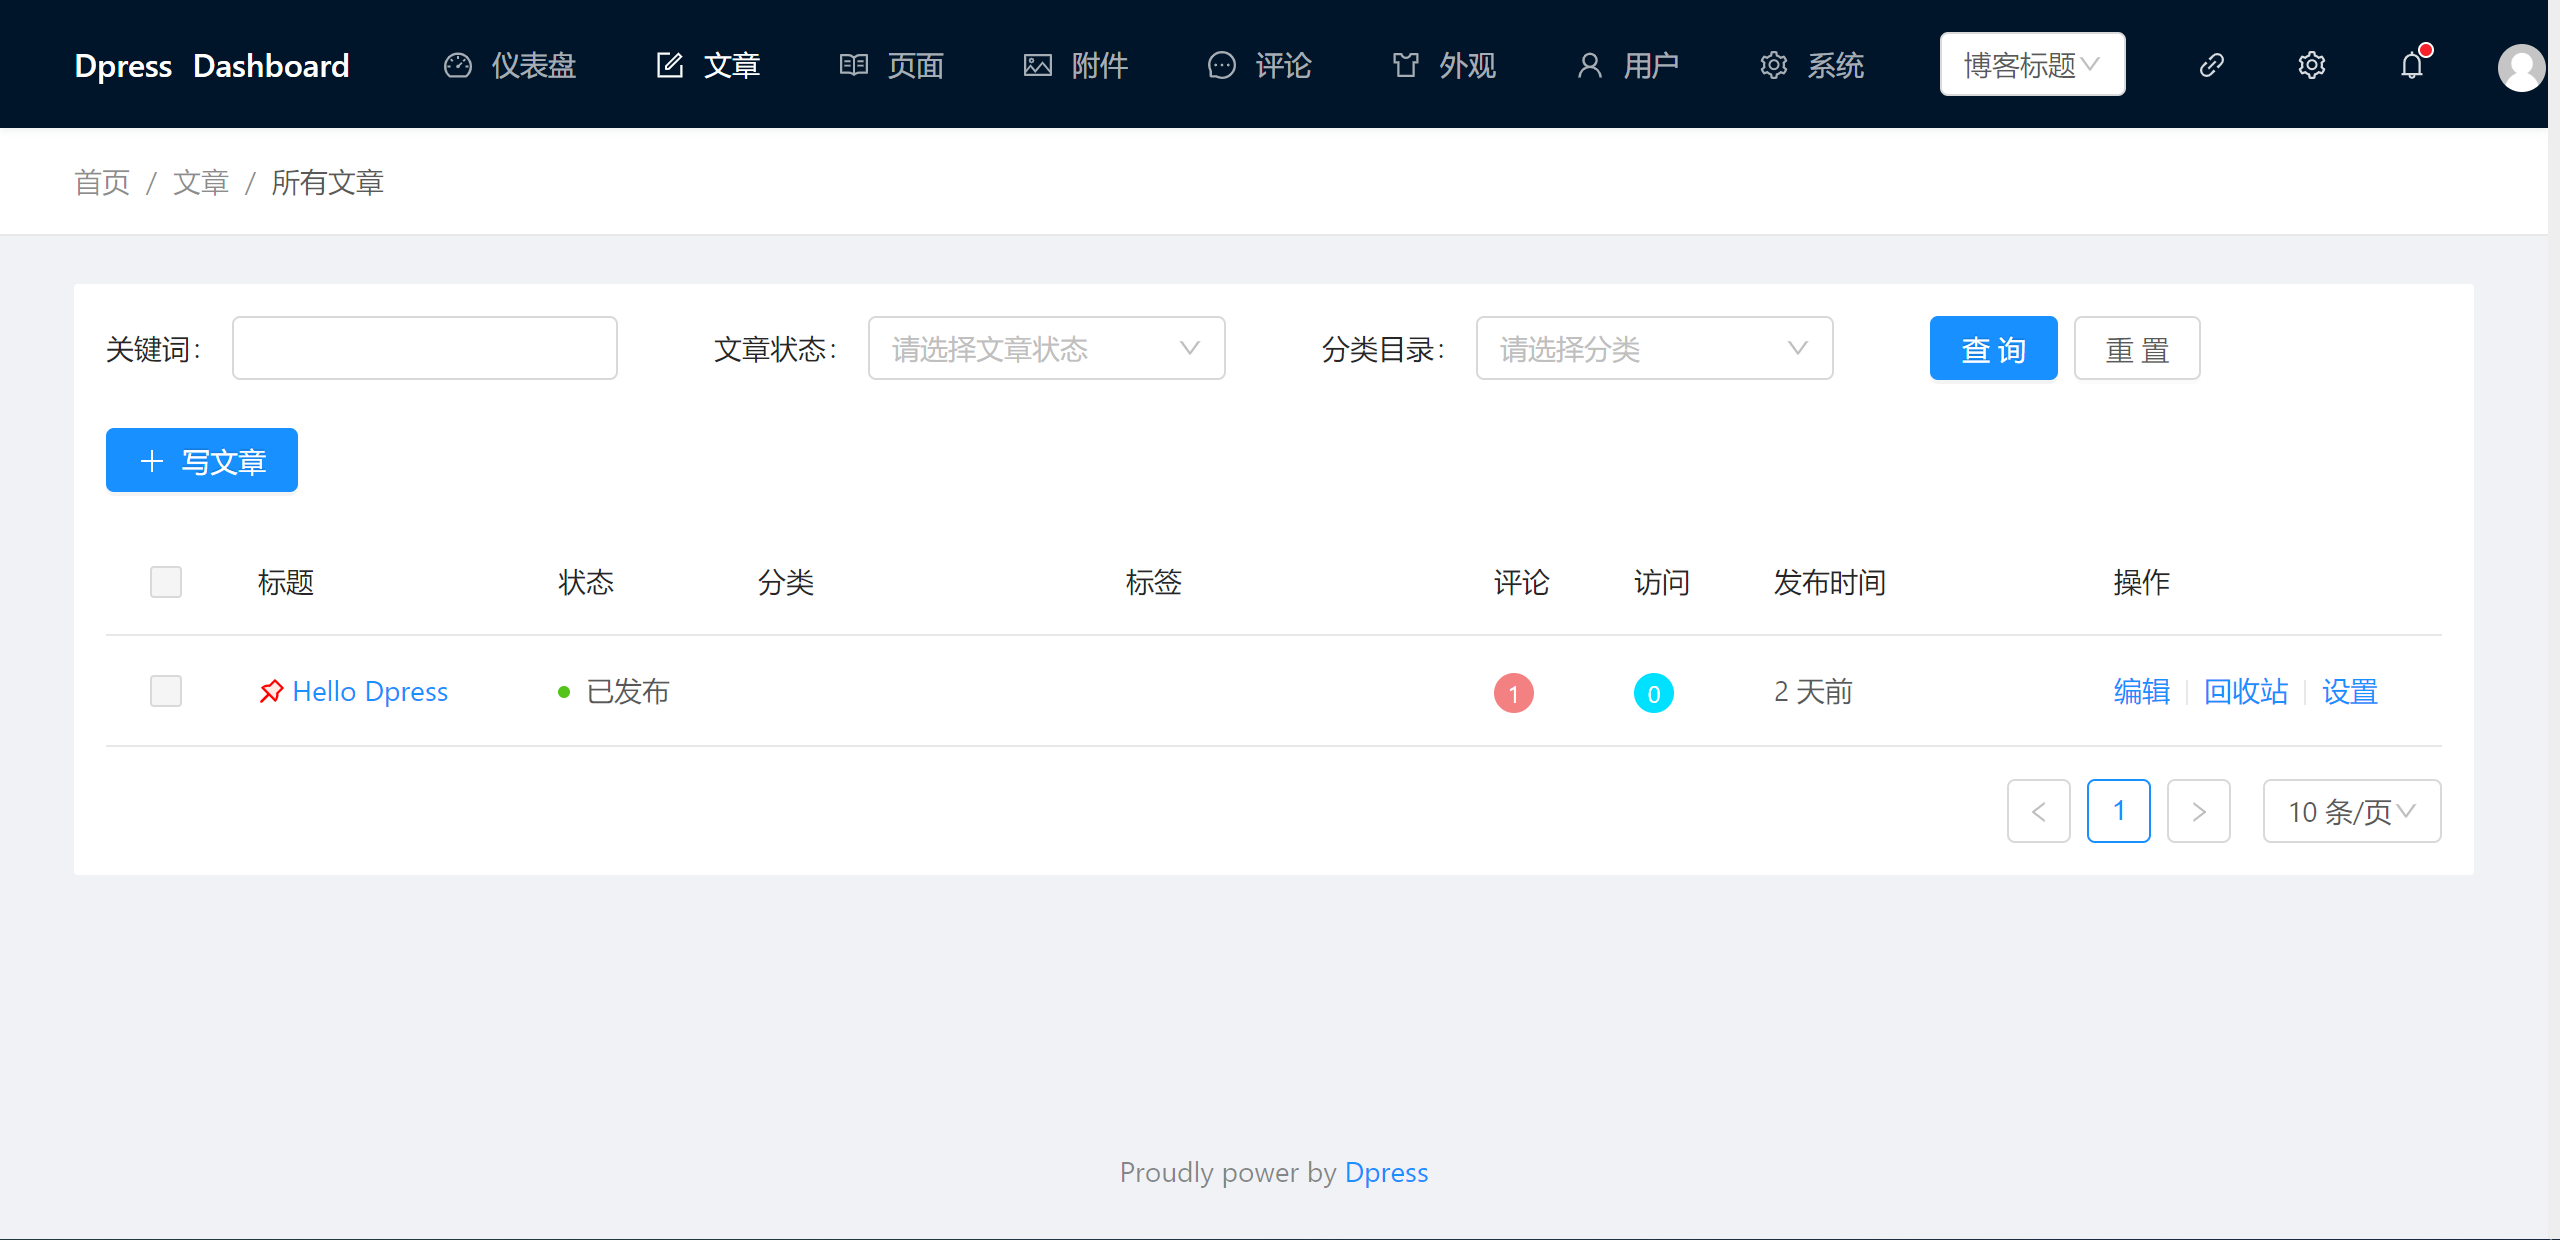 Dpress Dashboard 仪表盘 文章 页面 附件 评论 外观 用户 系统 博客标题
首页 / 文章 / 所有文章
关键词: 文章状态: 请选择文章状态 分类目录: 请选择分类 查 询 重 置
写文章
标题 状态 分类 标签 评论 访问 发布时间 操作
Hello Dpress 已发布 1 0 2 天前 编辑 回收站 设置
1 10 条/页
Proudly power by Dpress